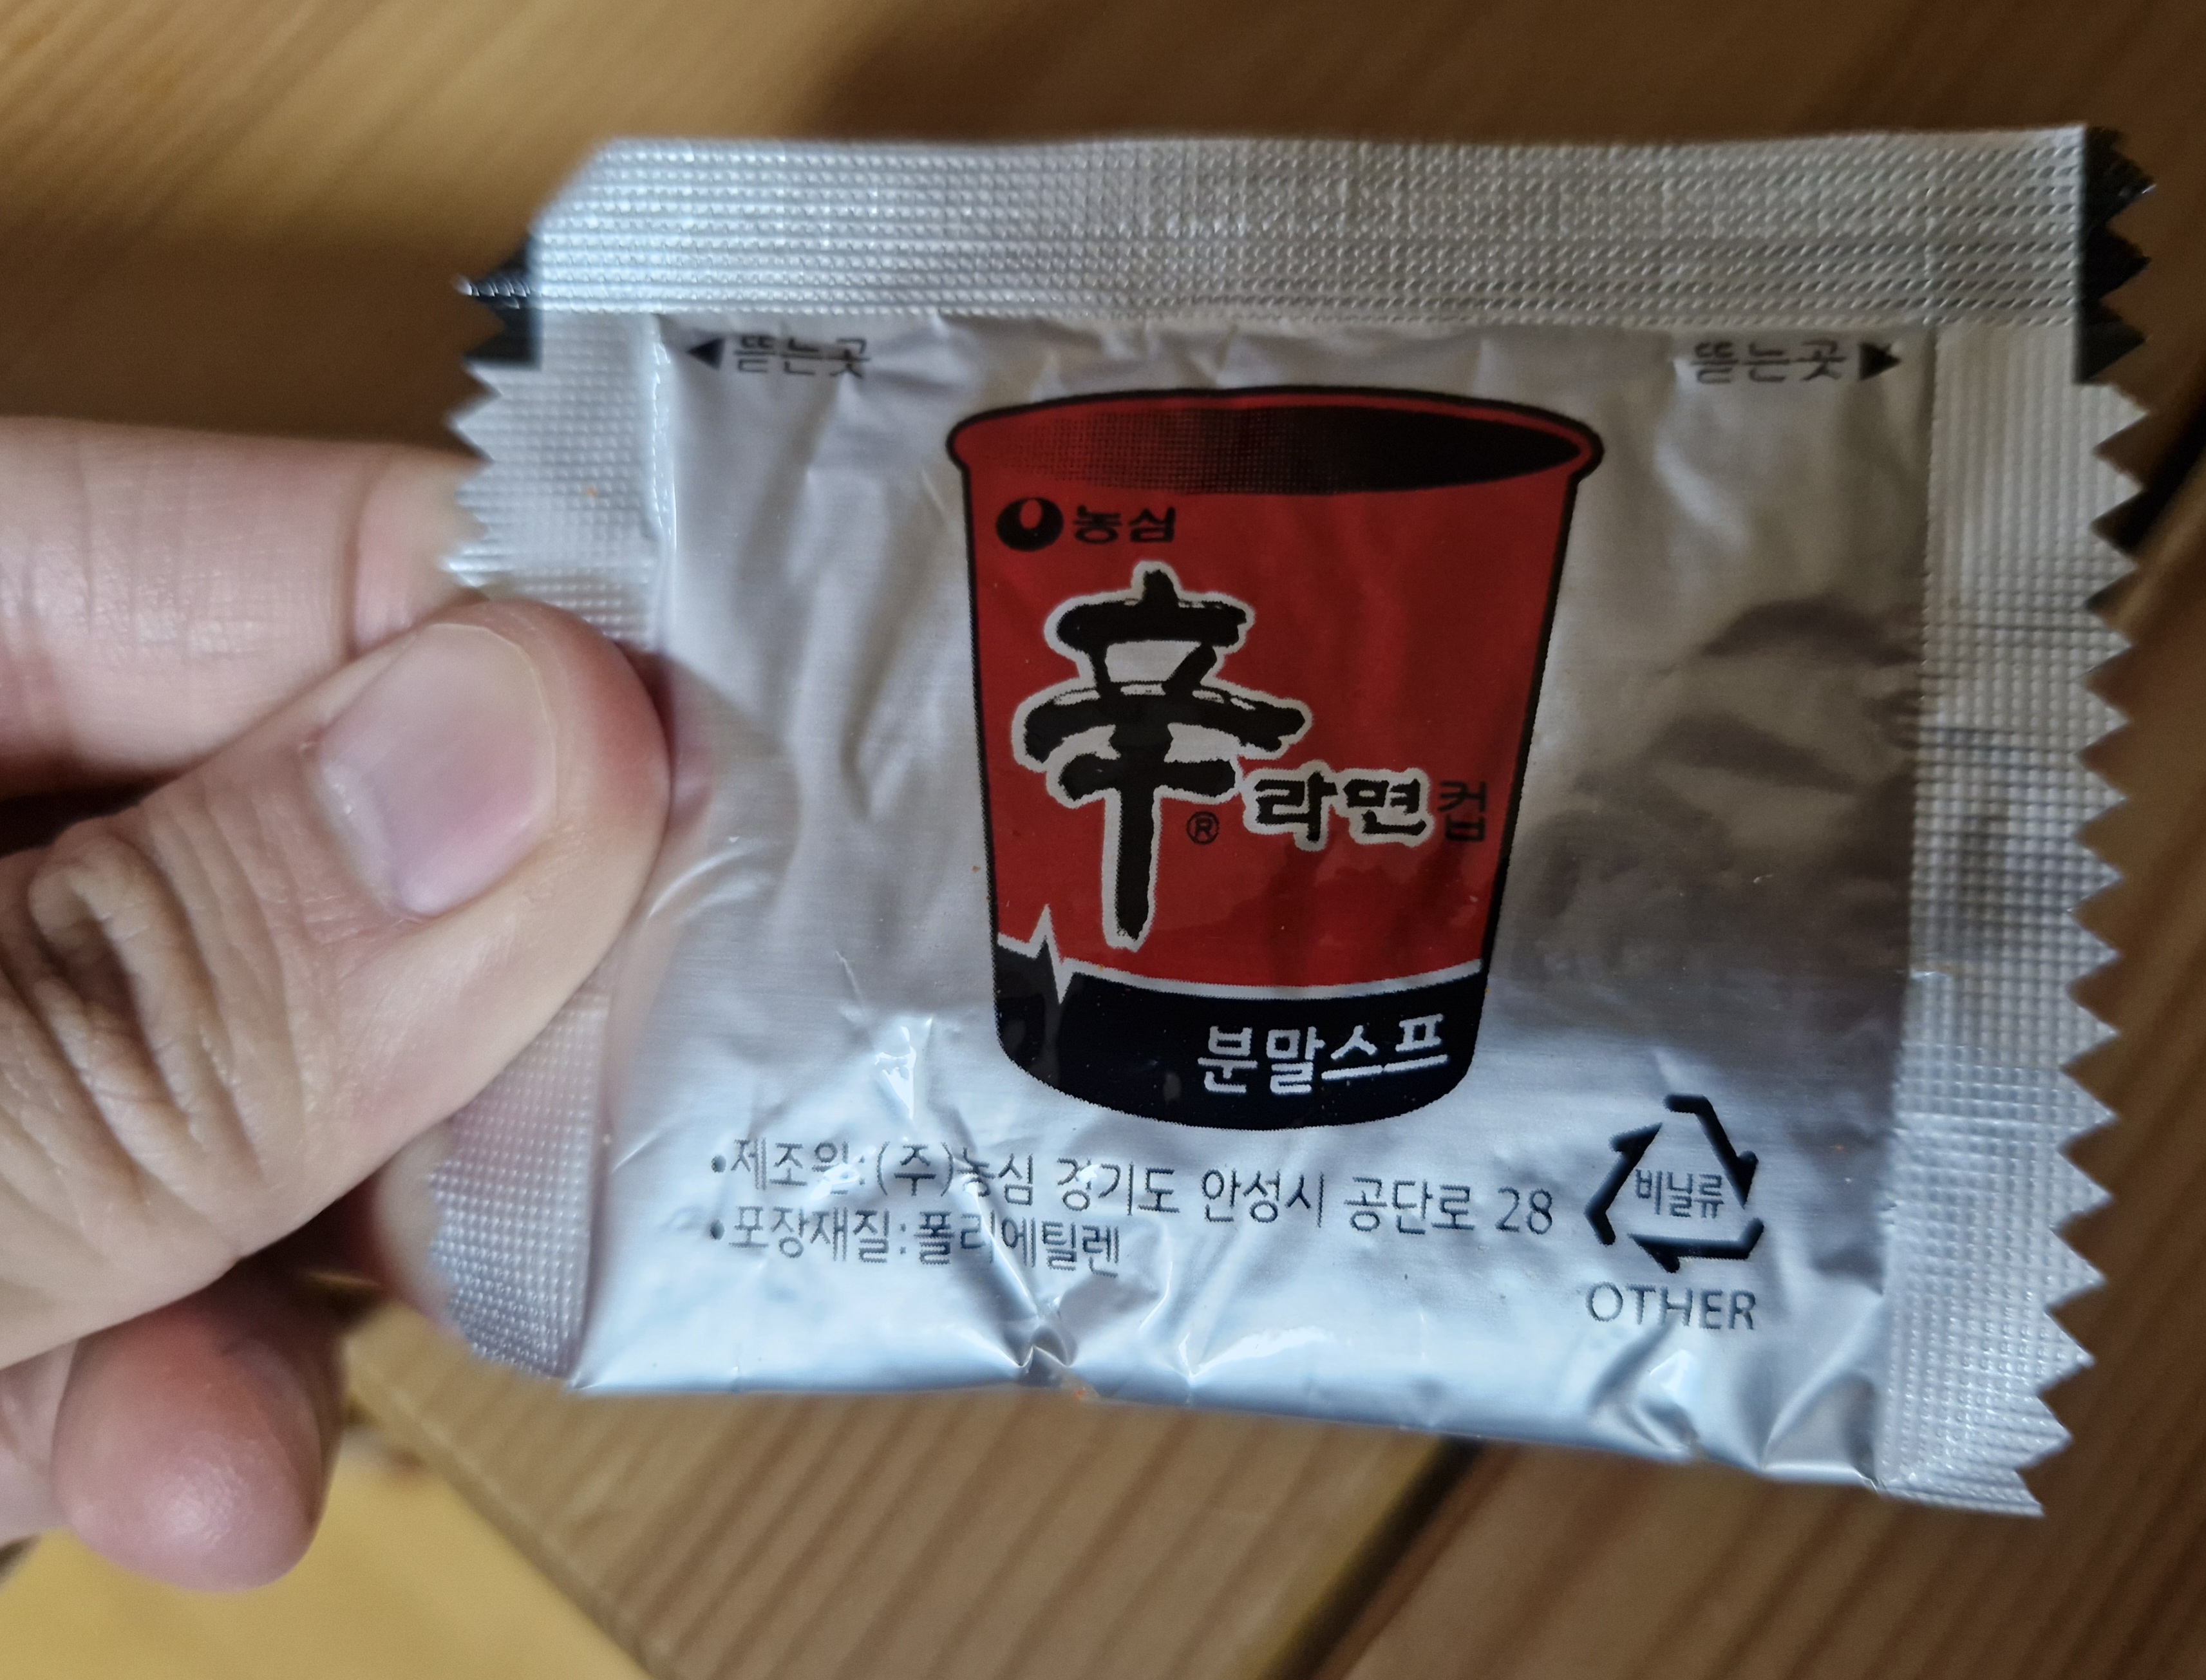 ◀뜯는곳 뜯는곳▶
농심
辛®라면컵
분말스프
•제조원:(주)농심 경기도 안성시 공단로 28
•포장재질:폴리에틸렌
비닐류
OTHER